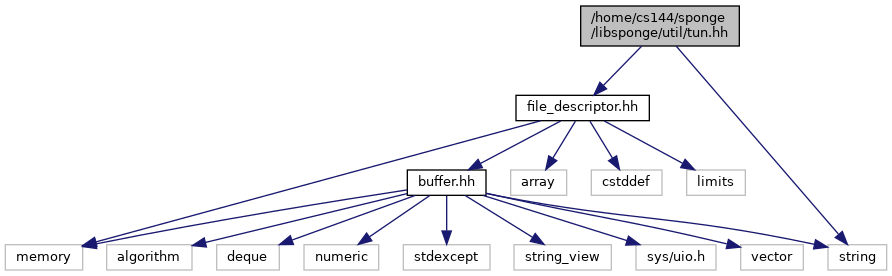 /home/cs144/sponge
/libsponge/util/tun.hh
file_descriptor.hh
buffer.hh
array
cstddef
limits
memory
algorithm
deque
numeric
stdexcept
string_view
sys/uio.h
vector
string